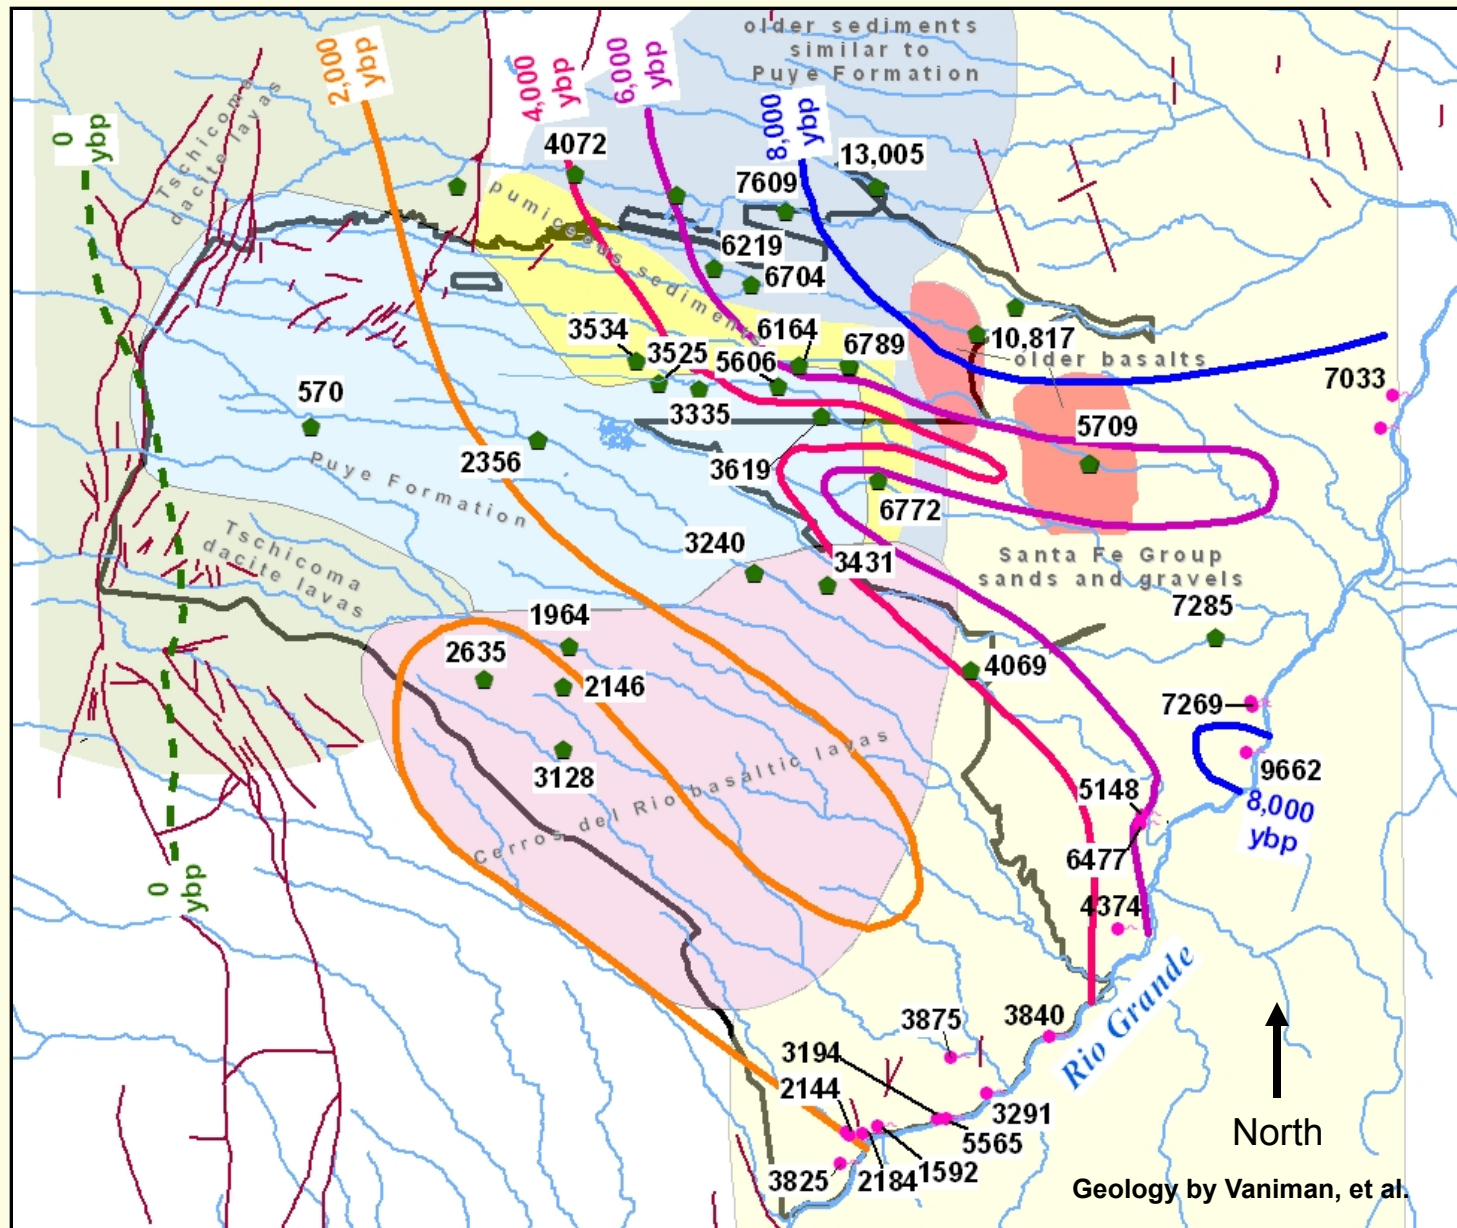 older sediments
similar to
Puye Formation
2,000
ybp
4,000
ybp
6,000
ybp
8,000
ybp
0
ybp
Tschicoma
dacite lavas
4072
13,005
7609
pumiceous sediments
6219
6704
3534
3525
6164
5606
6789
10,817
older basalts
7033
570
3335
5709
2356
3619
Puye Formation
6772
Tschicoma
dacite lavas
3240
3431
Santa Fe Group
sands and gravels
7285
1964
2635
2146
4069
7269
3128
9662
5148
8,000
ybp
Cerros del Rio basaltic lavas
6477
0
ybp
4374
Rio Grande
3875
3840
3194
2144
3291
5565
1592
2184
3825
North
Geology by Vaniman, et al.